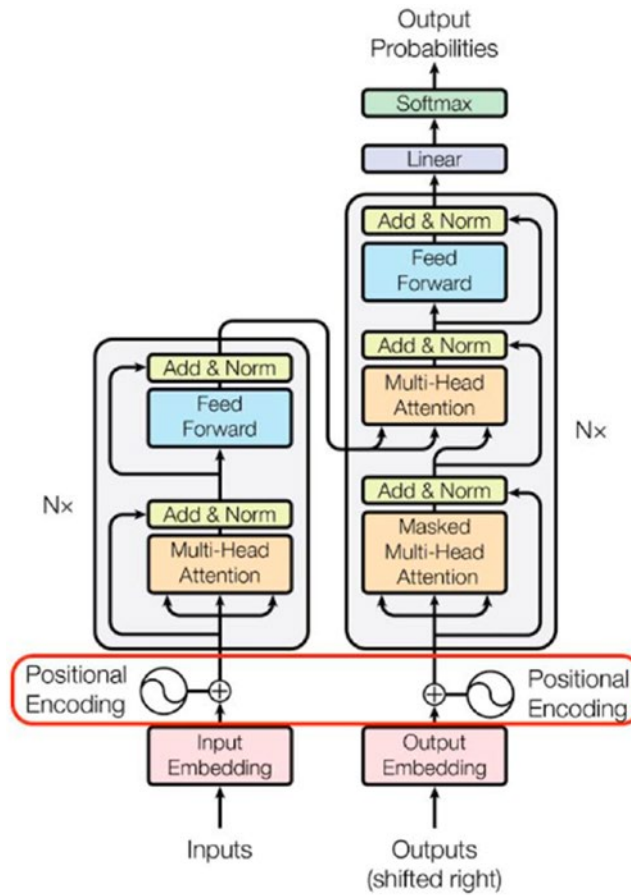 Output
Probabilities
Softmax
Linear
Add & Norm
Feed
Forward
Add & Norm
Multi-Head
Attention
Add & Norm
Masked
Multi-Head
Attention
Nx
Add & Norm
Feed
Forward
Add & Norm
Multi-Head
Attention
Nx
Positional
Encoding
Positional
Encoding
Input
Embedding
Output
Embedding
Inputs
Outputs
(shifted right)